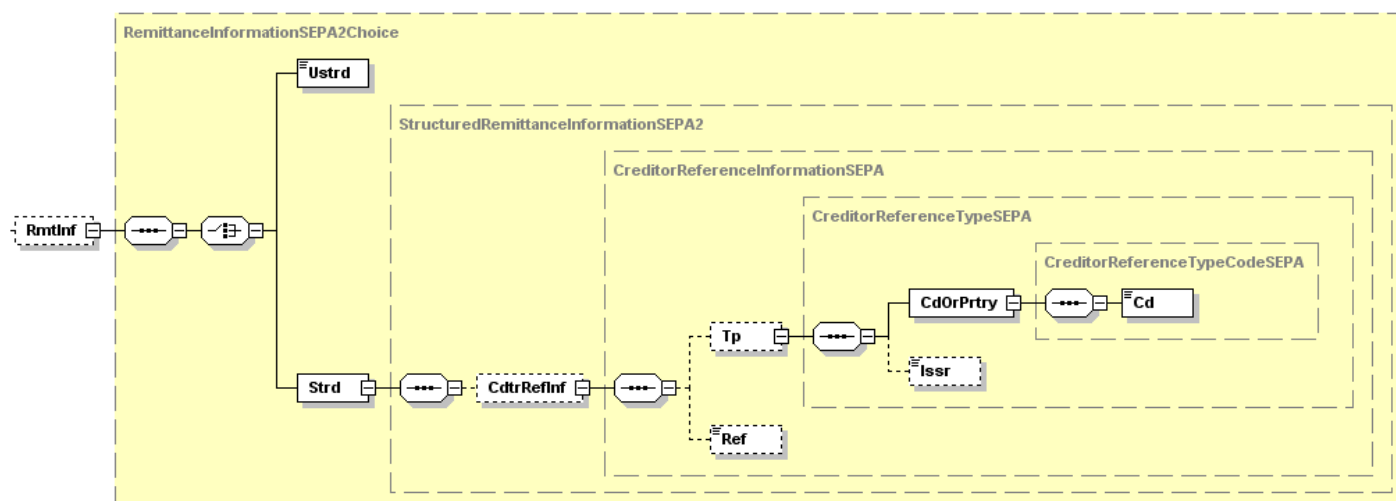 RemittanceInformationSEPA2Choice
Ustrd
StructuredRemittanceInformationSEPA2
CreditorReferenceInformationSEPA
CreditorReferenceTypeSEPA
RmtInf
CreditorReferenceTypeCodeSEPA
CdOrPrtry
Cd
Tp
Issr
Strd
CdtrRefInf
Ref